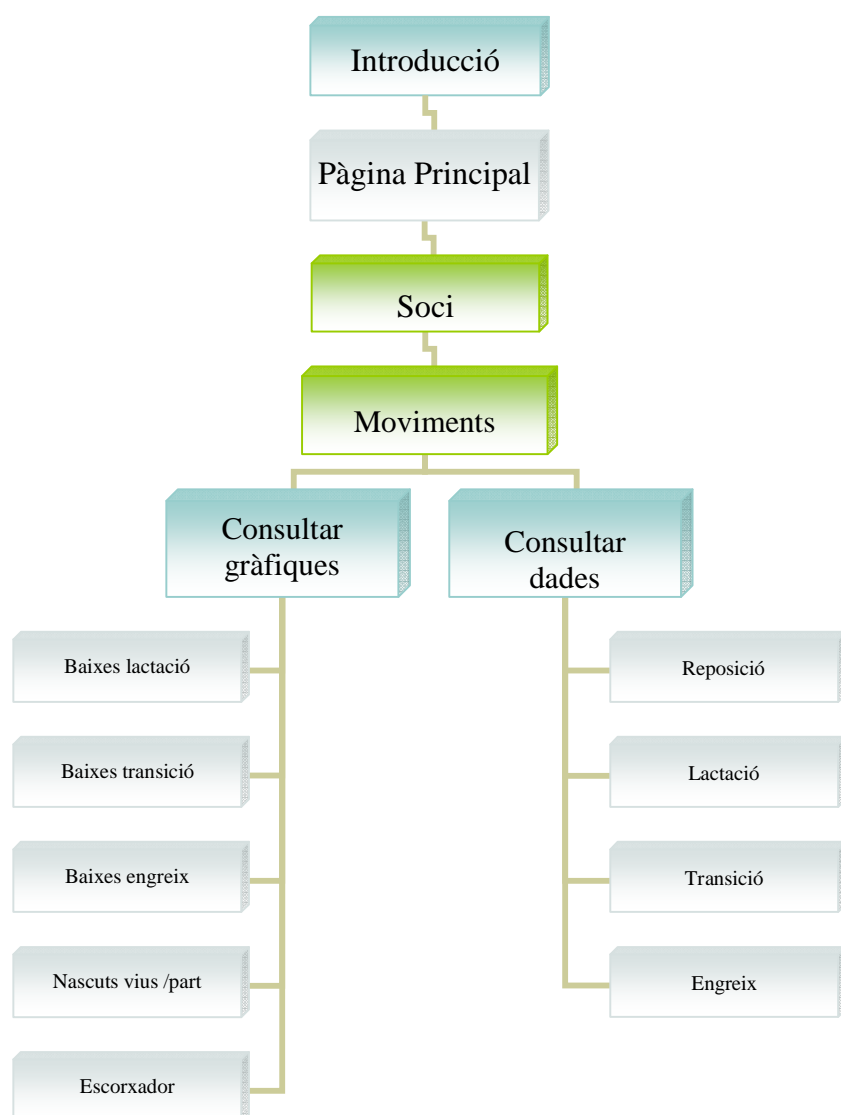 Introducció
Pàgina Principal
Soci
Moviments
Consultar
gràfiques
Consultar
dades
Baixes lactació
Baixes transició
Baixes engreix
Nascuts vius /part
Escorxador
Reposició
Lactació
Transició
Engreix